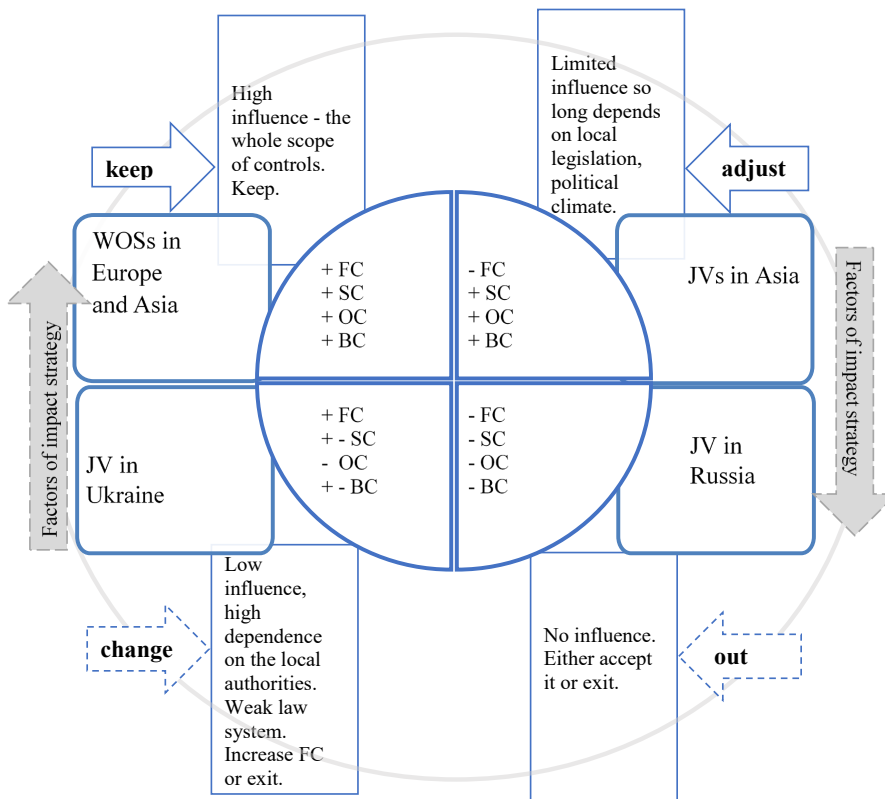 High
influence - the
whole scope
of controls.
Keep.
Limited
influence so
long depends
on local
legislation,
political
climate.
keep
adjust
WOSs in
Europe
and Asia
+ FC
+ SC
+ OC
+ BC
- FC
+ SC
+ OC
+ BC
JVs in Asia
Factors of impact strategy
Factors of impact strategy
JV in
Ukraine
+ FC
+ - SC
- OC
+ - BC
- FC
- SC
- OC
- BC
JV in
Russia
Low
influence,
high
dependence
on the local
authorities.
Weak law
system.
Increase FC
or exit.
change
No influence.
Either accept
it or exit.
out